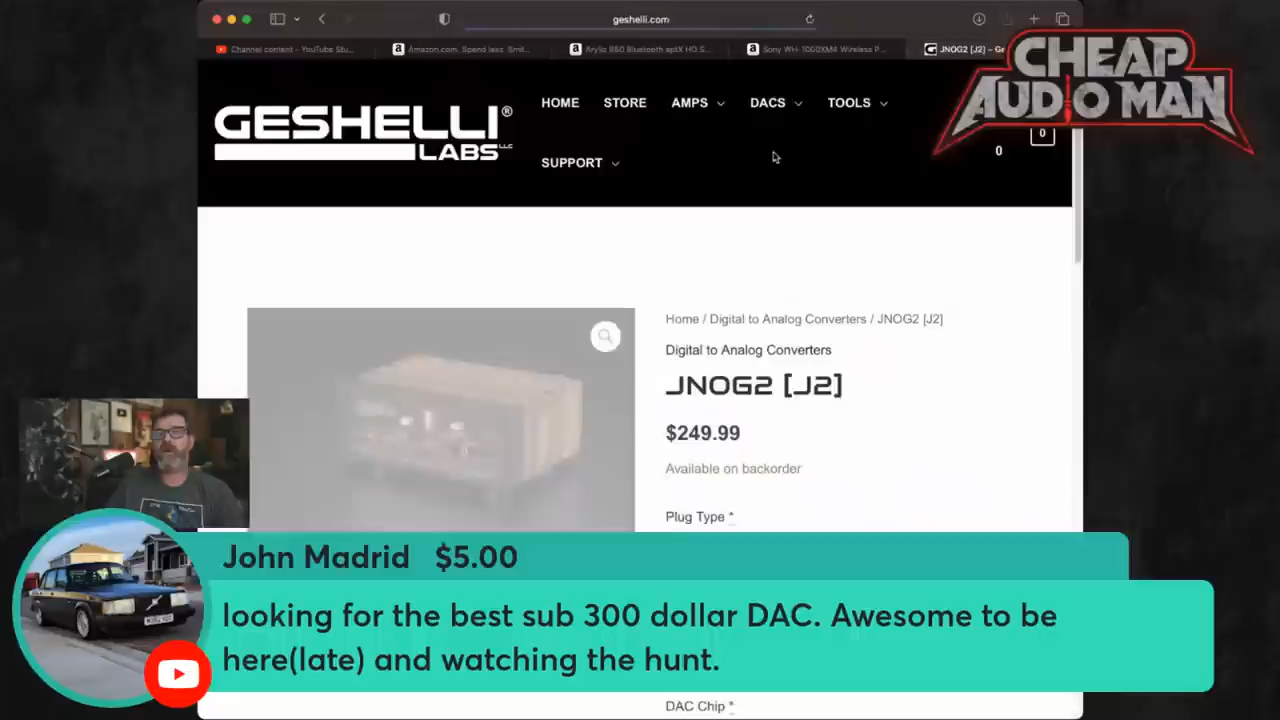 geshelli.com
Channel content - YouTube Stu...
Amazon.com. Spend less. Smil...
Arylic B50 Bluetooth aptX HD S...
Sony WH-1000XM4 Wireless P...
JNOG2 [J2] – Ge
CHEAP
AUDIO MAN
GESHELLI®
LABS LLC
HOME STORE AMPS DACS TOOLS
SUPPORT
0
0
Home / Digital to Analog Converters / JNOG2 [J2]
Digital to Analog Converters
JNOG2 [J2]
$249.99
Available on backorder
Plug Type *
John Madrid $5.00
looking for the best sub 300 dollar DAC. Awesome to be
here(late) and watching the hunt.
DAC Chip *